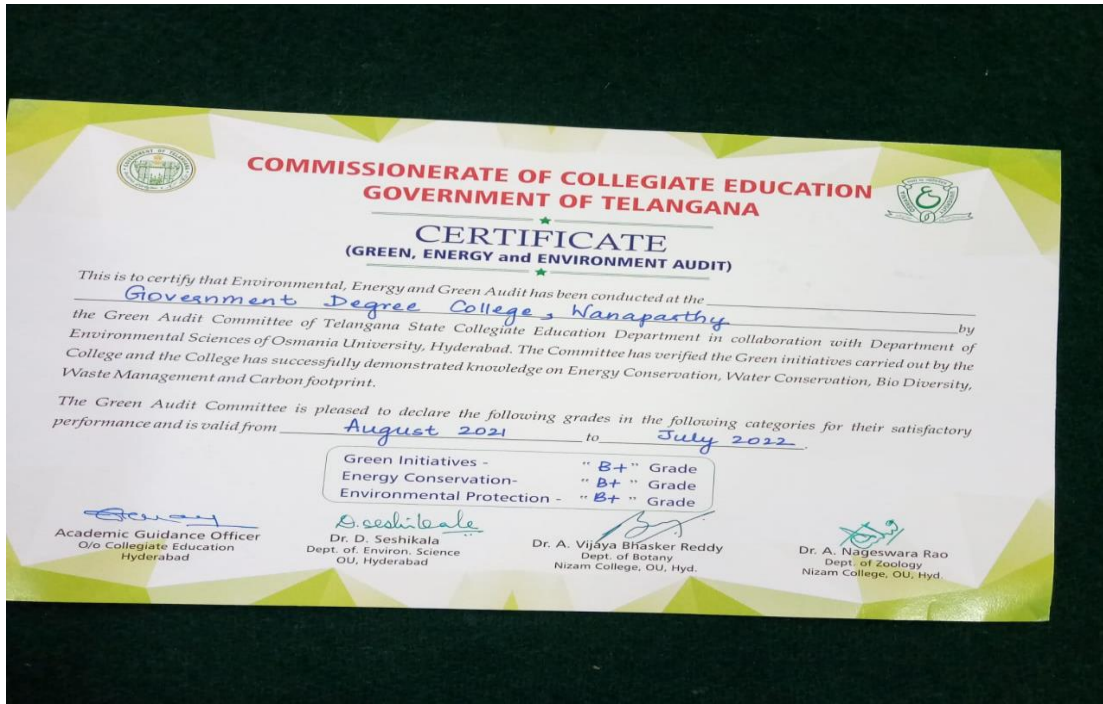 COMMISSIONERATE OF COLLEGIATE EDUCATION
GOVERNMENT OF TELANGANA
CERTIFICATE
(GREEN, ENERGY and ENVIRONMENT AUDIT)
This is to certify that Environmental, Energy and Green Audit has been conducted at the
Government Degree College, Wanaparthy by
the Green Audit Committee of Telangana State Collegiate Education Department in collaboration with Department of
Environmental Sciences of Osmania University, Hyderabad. The Committee has verified the Green initiatives carried out by the
College and the College has successfully demonstrated knowledge on Energy Conservation, Water Conservation, Bio Diversity,
Waste Management and Carbon footprint.
The Green Audit Committee is pleased to declare the following grades in the following categories for their satisfactory
performance and is valid from August 2021 to July 2022.
Green Initiatives - "B+" Grade
Energy Conservation- "B+" Grade
Environmental Protection - "B+" Grade
D. Seshikala
Academic Guidance Officer
O/o Collegiate Education
Hyderabad
Dr. D. Seshikala
Dept. of. Environ. Science
OU, Hyderabad
Dr. A. Vijaya Bhasker Reddy
Dept. of Botany
Nizam College, OU, Hyd.
Dr. A. Nageswara Rao
Dept. of Zoology
Nizam College, OU, Hyd.